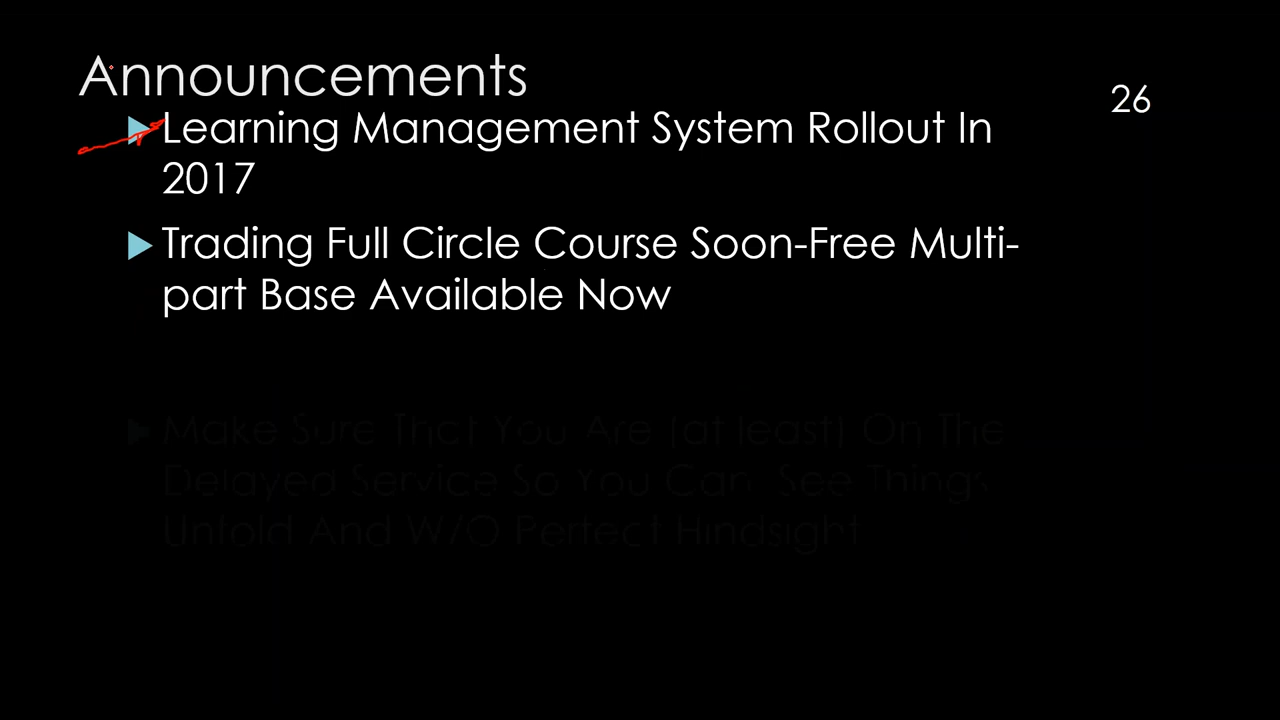 Announcements
26
Learning Management System Rollout In
2017
Trading Full Circle Course Soon-Free Multi-
part Base Available Now
Make Sure That You Are (at least) On The
Delayed Service So You Can See Things
Unfold And W/O Perfect Hindsight